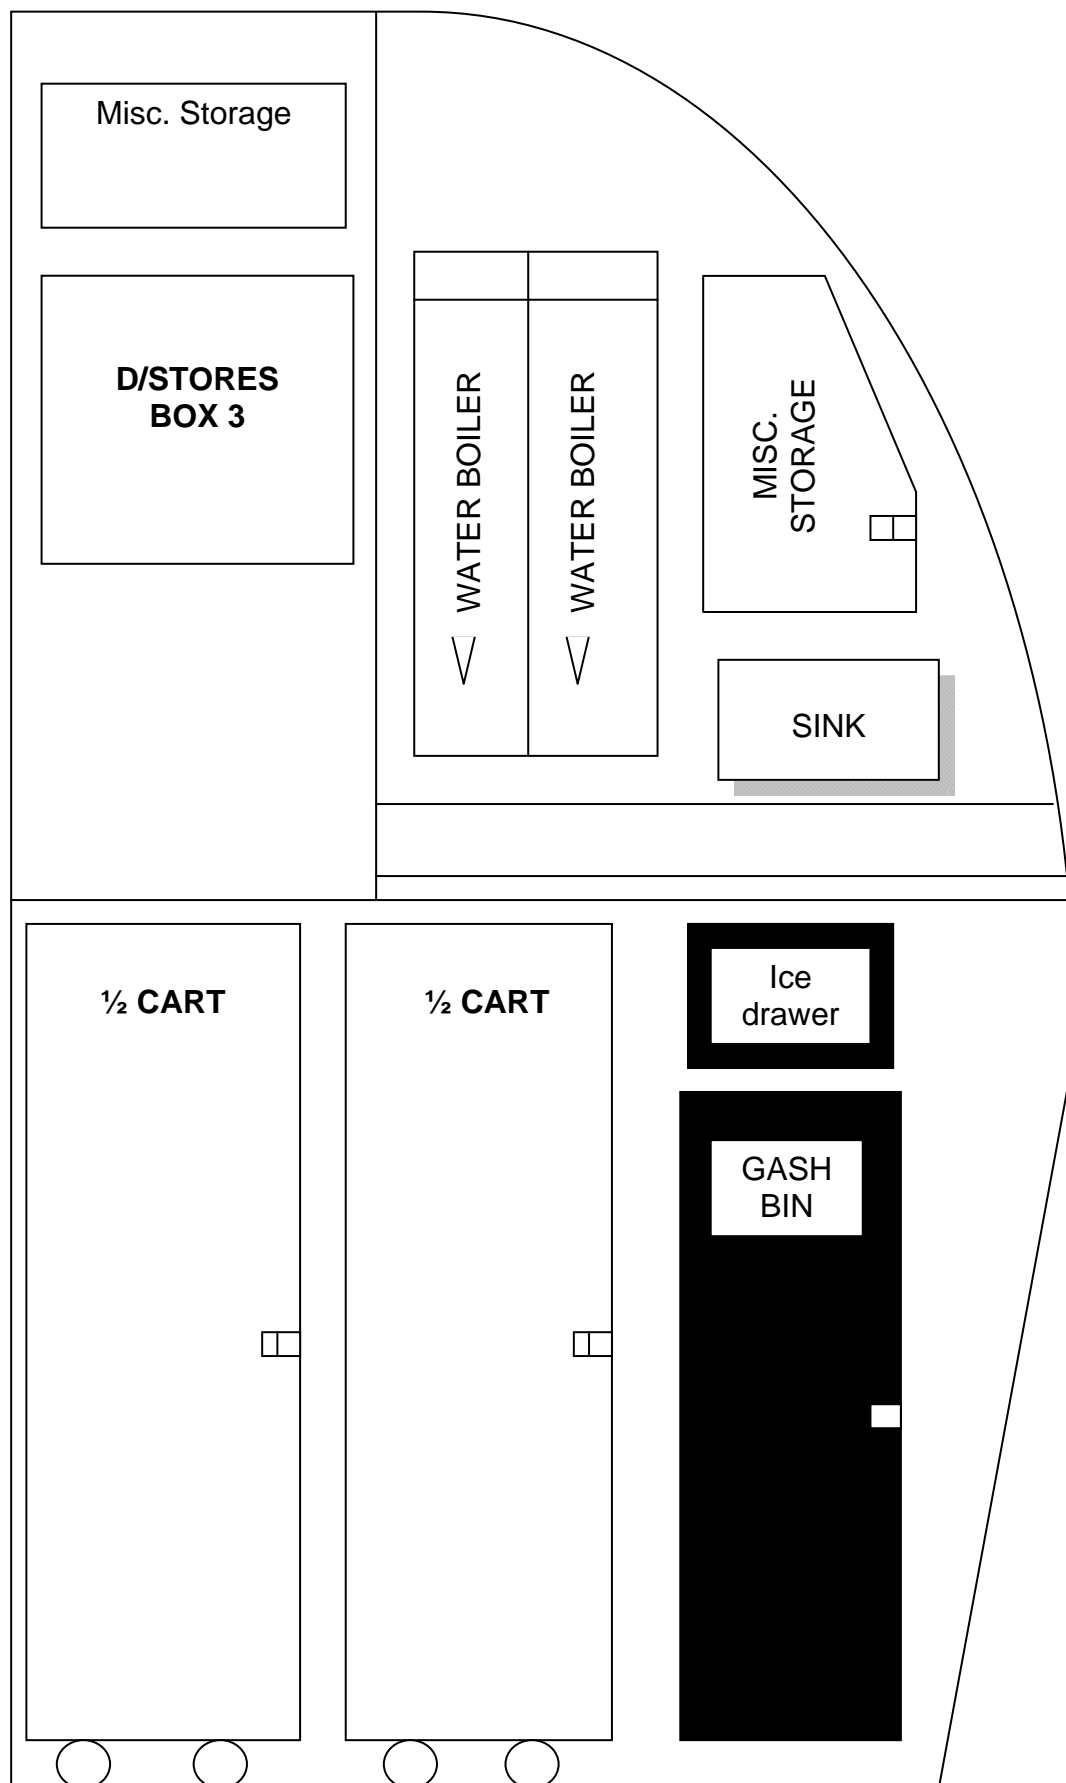 Misc. Storage
D/STORES
BOX 3
WATER BOILER
WATER BOILER
MISC.
STORAGE
SINK
½ CART
½ CART
Ice
drawer
GASH
BIN